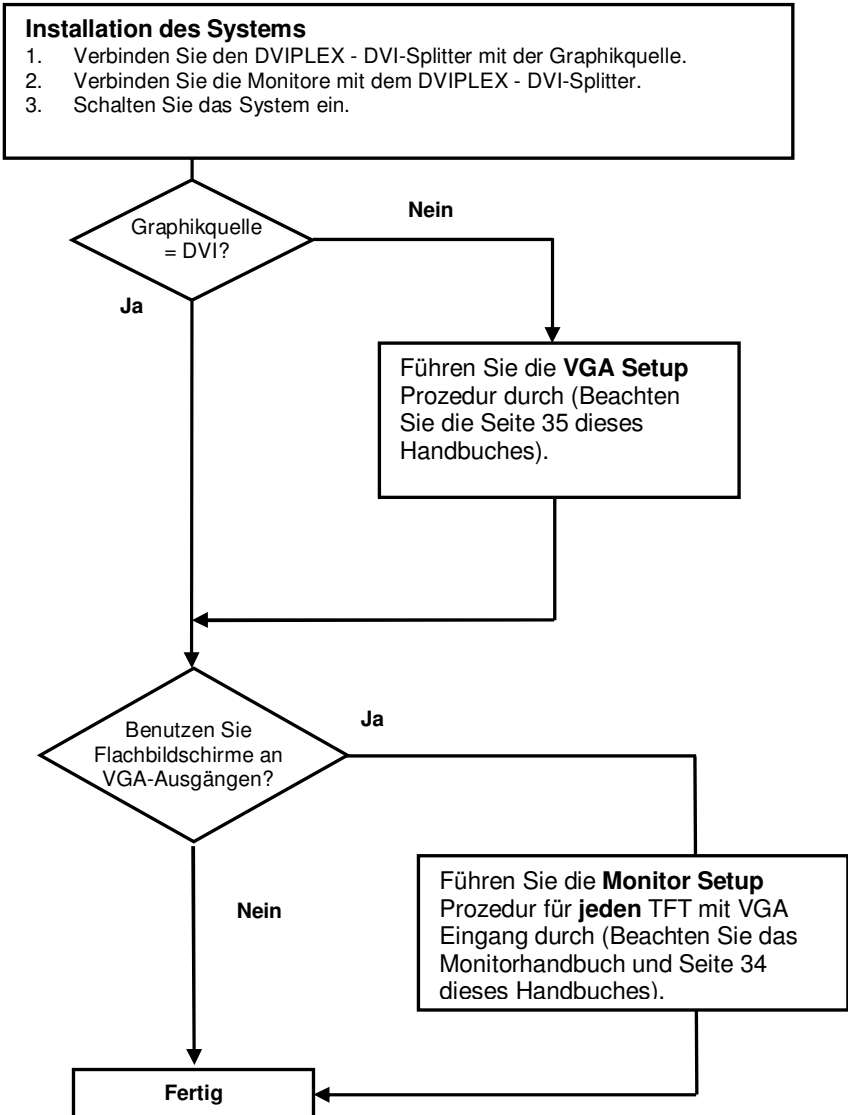 Installation des Systems
1. Verbinden Sie den DVIPLEX - DVI-Splitter mit der Graphikquelle.
2. Verbinden Sie die Monitore mit dem DVIPLEX - DVI-Splitter.
3. Schalten Sie das System ein.
Graphikquelle
= DVI?
Nein
Ja
Führen Sie die VGA Setup
Prozedur durch (Beachten
Sie die Seite 35 dieses
Handbuches).
Benutzen Sie
Flachbildschirme an
VGA-Ausgängen?
Ja
Nein
Führen Sie die Monitor Setup
Prozedur für jeden TFT mit VGA
Eingang durch (Beachten Sie das
Monitorhandbuch und Seite 34
dieses Handbuches).
Fertig